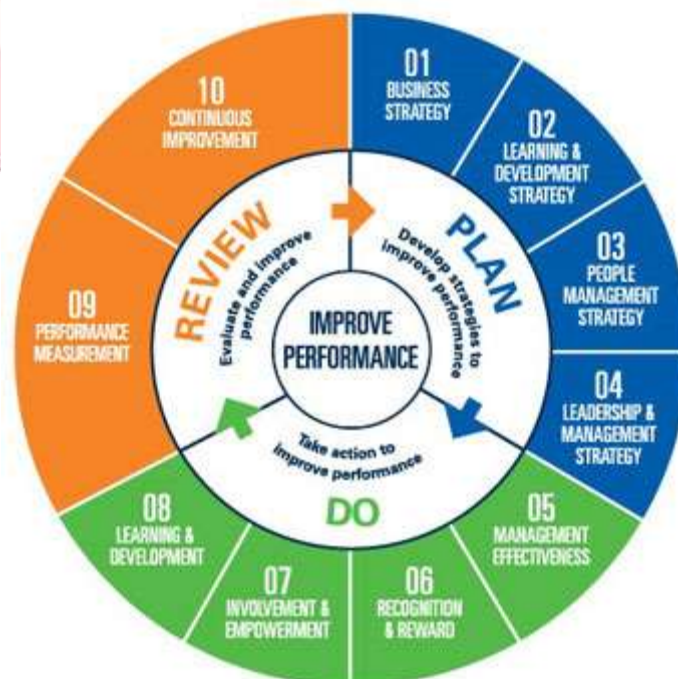 01
BUSINESS
STRATEGY
02
LEARNING &
DEVELOPMENT
STRATEGY
03
PEOPLE
MANAGEMENT
STRATEGY
04
LEADERSHIP &
MANAGEMENT
STRATEGY
05
MANAGEMENT
EFFECTIVENESS
06
RECOGNITION
& REWARD
07
INVOLVEMENT &
EMPOWERMENT
08
LEARNING &
DEVELOPMENT
09
PERFORMANCE
MEASUREMENT
10
CONTINUOUS
IMPROVEMENT
PLAN
Develop strategies to
improve performance
DO
Take action to
improve performance
REVIEW
Evaluate and improve
performance
IMPROVE
PERFORMANCE